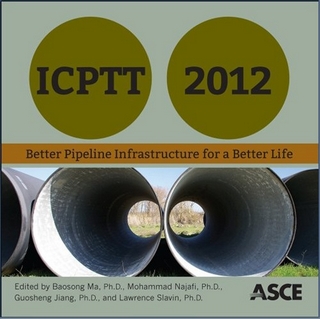 ICPTT 2012
Better Pipeline Infrastructure for a Better Life
Edited by Baosong Ma, Ph.D., Mohammad Najafi, Ph.D.,
Guosheng Jiang, Ph.D., and Lawrence Slavin, Ph.D.
ASCE